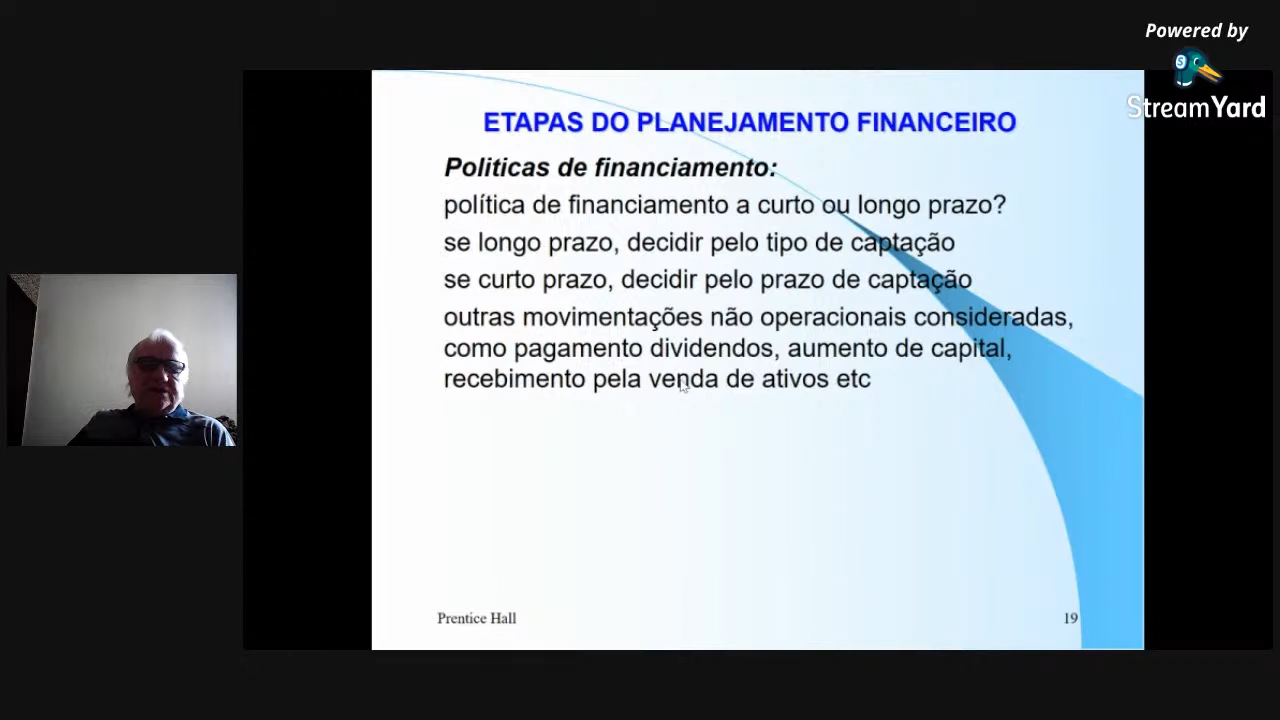 Powered by
StreamYard
ETAPAS DO PLANEJAMENTO FINANCEIRO
Politicas de financiamento:
política de financiamento a curto ou longo prazo?
se longo prazo, decidir pelo tipo de captação
se curto prazo, decidir pelo prazo de captação
outras movimentações não operacionais consideradas,
como pagamento dividendos, aumento de capital,
recebimento pela venda de ativos etc
Prentice Hall
19